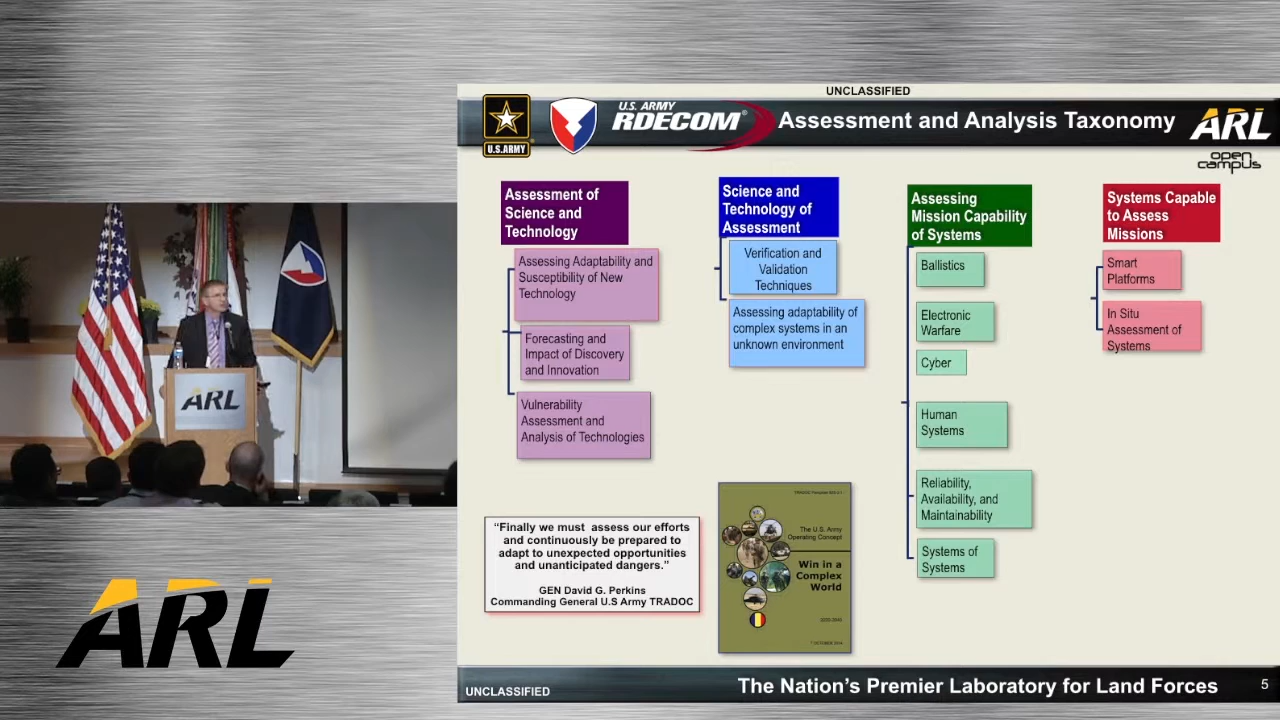 UNCLASSIFIED
U.S. ARMY
U.S. ARMY
RDECOM
Assessment and Analysis Taxonomy
ARL
open
campus
Assessment of
Science and
Technology
Assessing Adaptability and
Susceptibility of New
Technology
Forecasting and
Impact of Discovery
and Innovation
Vulnerability
Assessment and
Analysis of Technologies
Science and
Technology of
Assessment
Verification and
Validation
Techniques
Assessing adaptability of
complex systems in an
unknown environment
Assessing
Mission Capability
of Systems
Ballistics
Electronic
Warfare
Cyber
Human
Systems
Reliability,
Availability, and
Maintainability
Systems of
Systems
Systems Capable
to Assess
Missions
Smart
Platforms
In Situ
Assessment of
Systems
ARL
“Finally we must assess our efforts
and continuously be prepared to
adapt to unexpected opportunities
and unanticipated dangers.”
GEN David G. Perkins
Commanding General U.S Army TRADOC
The U.S. Army
Operating Concept
Win in a
Complex
World
ARL
UNCLASSIFIED
The Nation’s Premier Laboratory for Land Forces
5